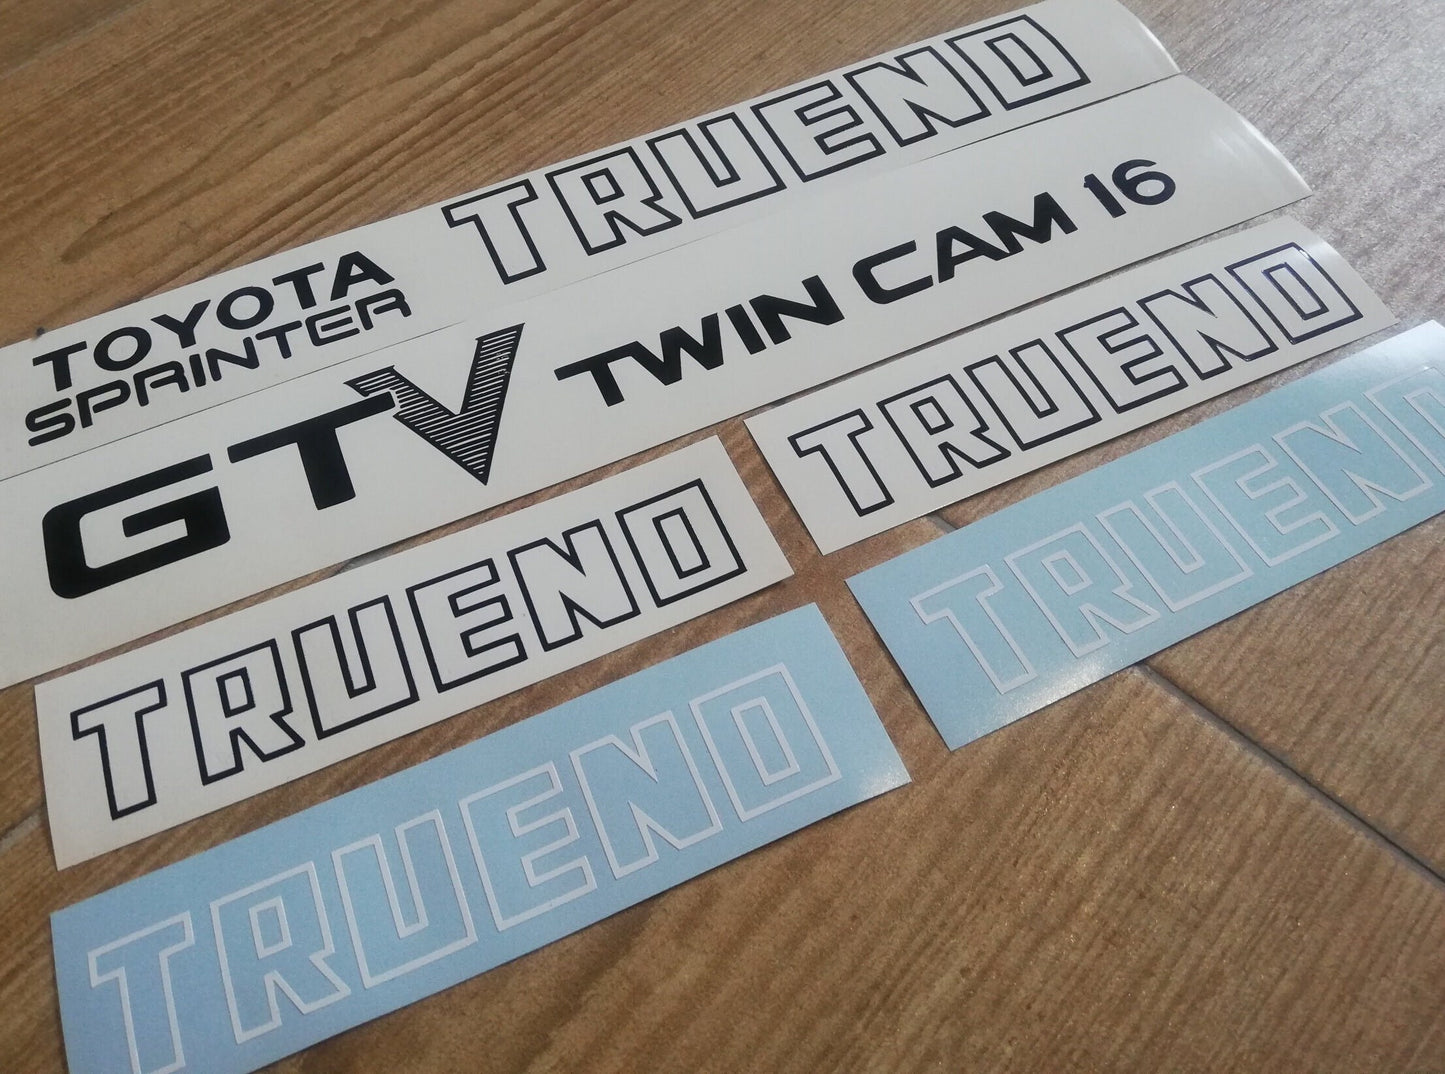 TOYOTA
SPRINTER
TRUENO
GTV TWIN CAM 16
TRUENO
TRUENO
TRUENO
TRUENO